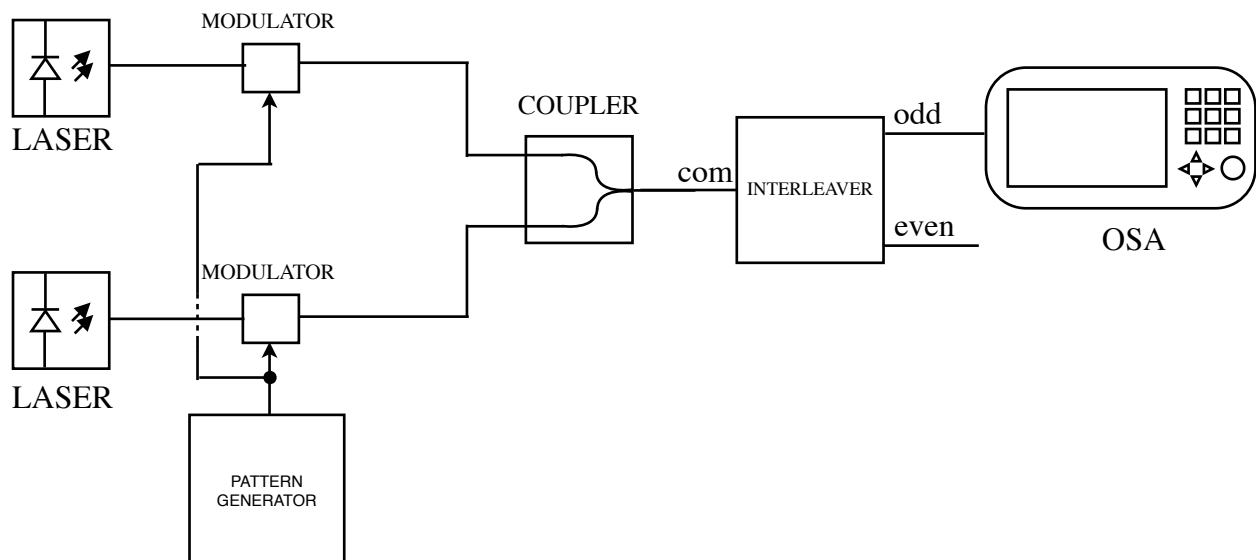 MODULATOR
LASER
COUPLER
odd
com
INTERLEAVER
even
OSA
MODULATOR
LASER
PATTERN
GENERATOR